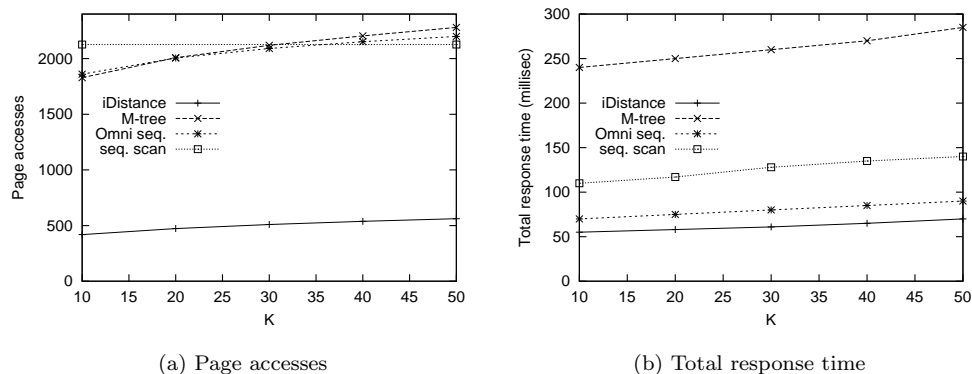 Page accesses
2000
1500
1000
500
0
iDistance
M-tree
Omni seq.
seq. scan
10 15 20 25 30 35 40 45 50
K
(a) Page accesses
Total response time (millisec)
300
250
200
150
100
50
0
iDistance
M-tree
Omni seq.
seq. scan
10 15 20 25 30 35 40 45 50
K
(b) Total response time